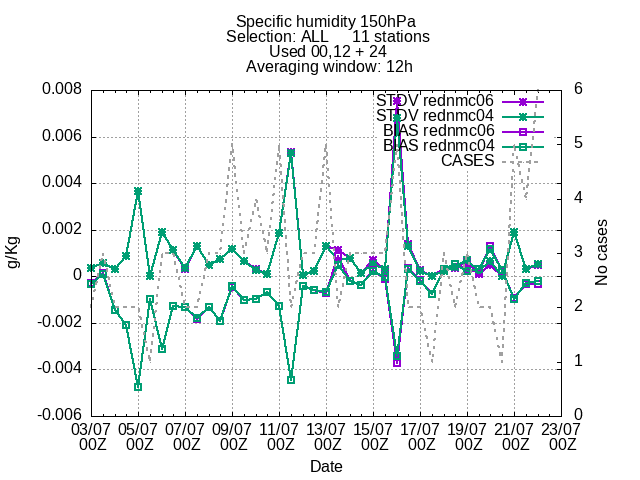 Specific humidity 150hPa
Selection: ALL 11 stations
Used 00,12 + 24
Averaging window: 12h
0.008
0.006
0.004
0.002
0
-0.002
-0.004
-0.006
g/Kg
STDV rednmc06
STDV rednmc04
BIAS rednmc06
BIAS rednmc04
CASES
6
5
4
3
2
1
0
No cases
03/07 05/07 07/07 09/07 11/07 13/07 15/07 17/07 19/07 21/07 23/07
00Z 00Z 00Z 00Z 00Z 00Z 00Z 00Z 00Z 00Z 00Z
Date